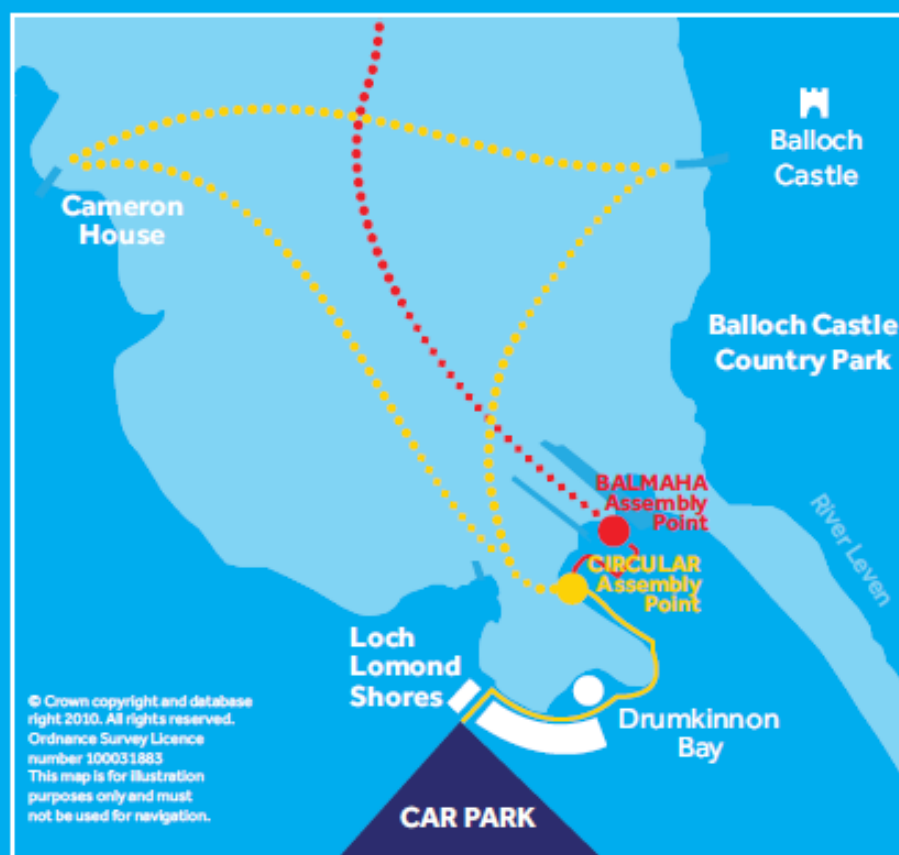 Balloch
Castle
Cameron
House
Balloch Castle
Country Park
BALMAHA
Assembly
Point
River Leven
CIRCULAR
Assembly
Point
Loch
Lomond
Shores
© Crown copyright and database
right 2010. All rights reserved.
Ordnance Survey Licence
number 100031883
This map is for illustration
purposes only and must
not be used for navigation.
Drumkinnon
Bay
CAR PARK